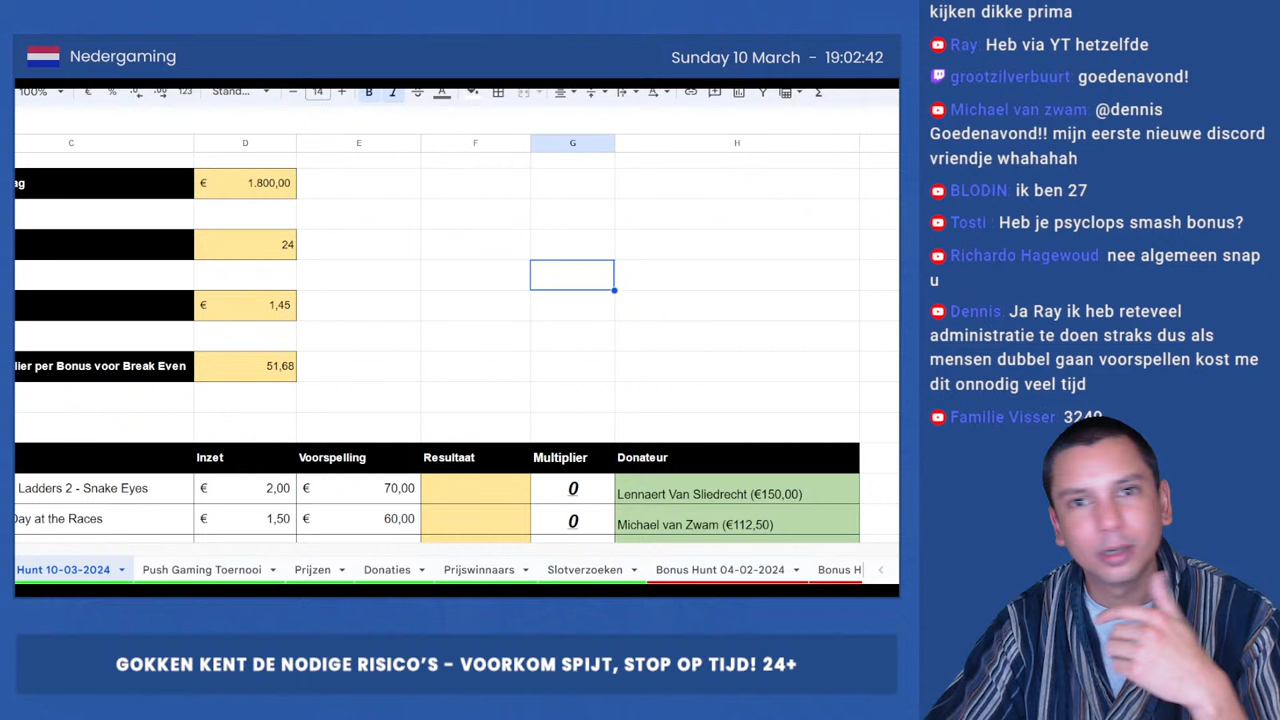 Nedergaming
Sunday 10 March - 19:02:42
100% € % .0 .00 123 Stand... − 14 + B I S A Σ
C D E F G H
ag € 1.800,00
24
€ 1,45
lier per Bonus voor Break Even 51,68
Inzet Voorspelling Resultaat Multiplier Donateur
Ladders 2 - Snake Eyes € 2,00 € 70,00 0 Lennaert Van Sliedrecht (€150,00)
Day at the Races € 1,50 € 60,00 0 Michael van Zwam (€112,50)
Hunt 10-03-2024 Push Gaming Toernooi Prijzen Donaties Prijswinnaars Slotverzoeken Bonus Hunt 04-02-2024 Bonus H
GOKKEN KENT DE NODIGE RISICO'S - VOORKOM SPIJT, STOP OP TIJD! 24+
kijken dikke prima
Ray: Heb via YT hetzelfde
grootzilverbuurt: goedenavond!
Michael van zwam: @dennis
Goedenavond!! mijn eerste nieuwe discord
vriendje whahahah
BLODIN: ik ben 27
Tosti: Heb je psyclops smash bonus?
Richardo Hagewoud: nee algemeen snap
u
Dennis: Ja Ray ik heb reteveel
administratie te doen straks dus als
mensen dubbel gaan voorspellen kost me
dit onnodig veel tijd
Familie Visser: 3249